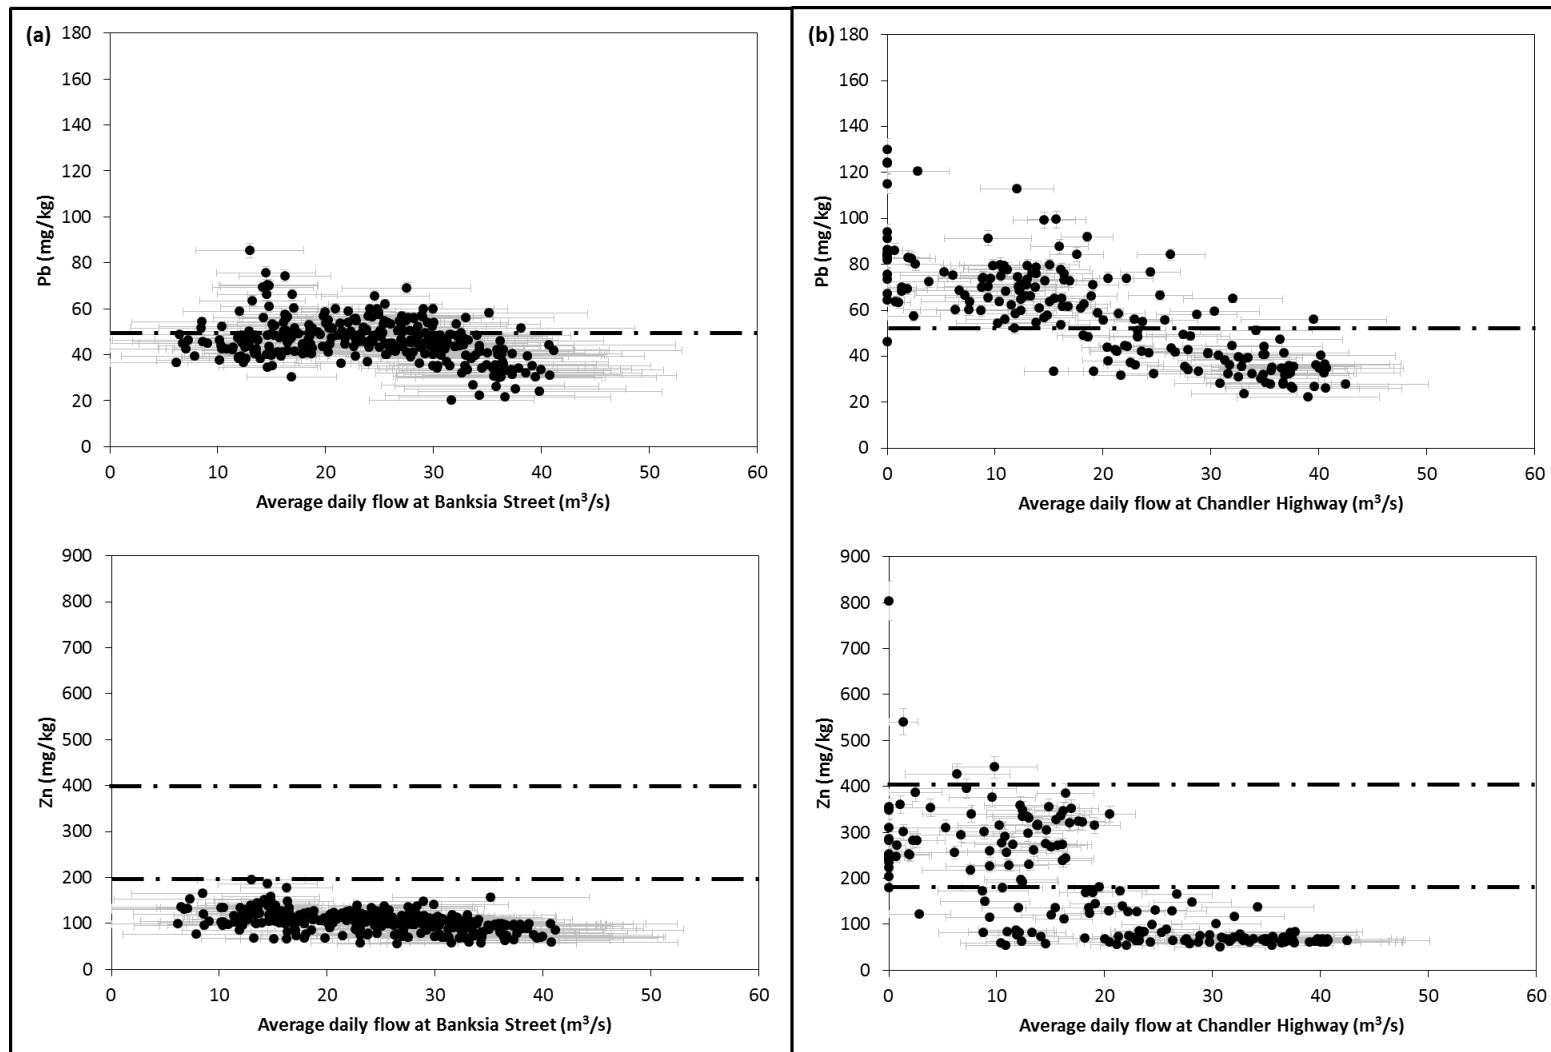 (a)
180
160
140
120
100
80
60
40
20
0
Pb (mg/kg)
0 10 20 30 40 50 60
Average daily flow at Banksia Street (m³/s)
900
800
700
600
500
400
300
200
100
0
Zn (mg/kg)
0 10 20 30 40 50 60
Average daily flow at Banksia Street (m³/s)
(b)
180
160
140
120
100
80
60
40
20
0
Pb (mg/kg)
0 10 20 30 40 50 60
Average daily flow at Chandler Highway (m³/s)
900
800
700
600
500
400
300
200
100
0
Zn (mg/kg)
0 10 20 30 40 50 60
Average daily flow at Chandler Highway (m³/s)